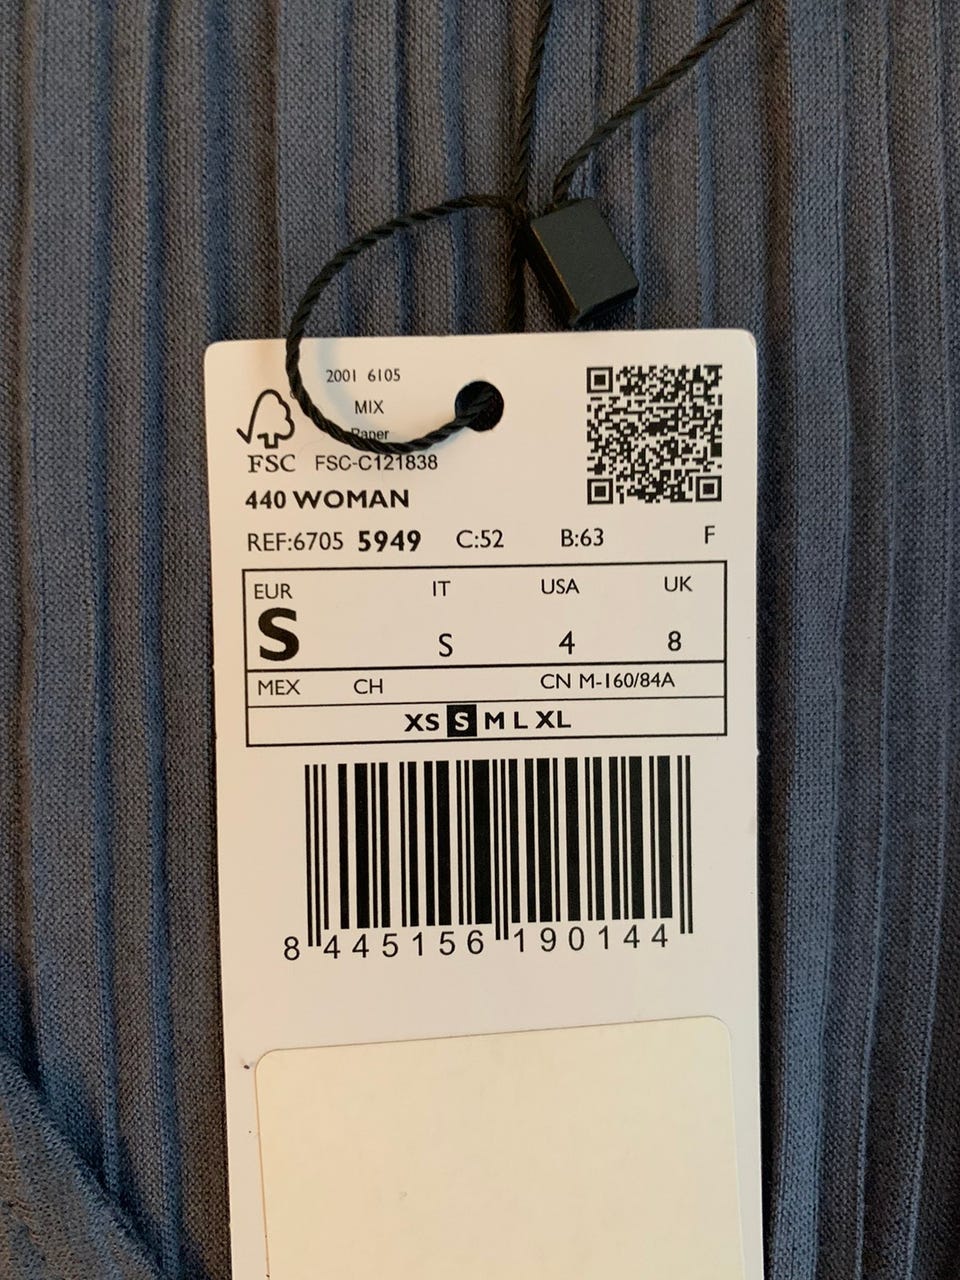 2001 6105
MIX
Paper
FSC FSC-C121838
440 WOMAN
REF:6705 5949 C:52 B:63 F
EUR IT USA UK
S S 4 8
MEX CH CN M-160/84A
XS S M L XL
8 445156 190144